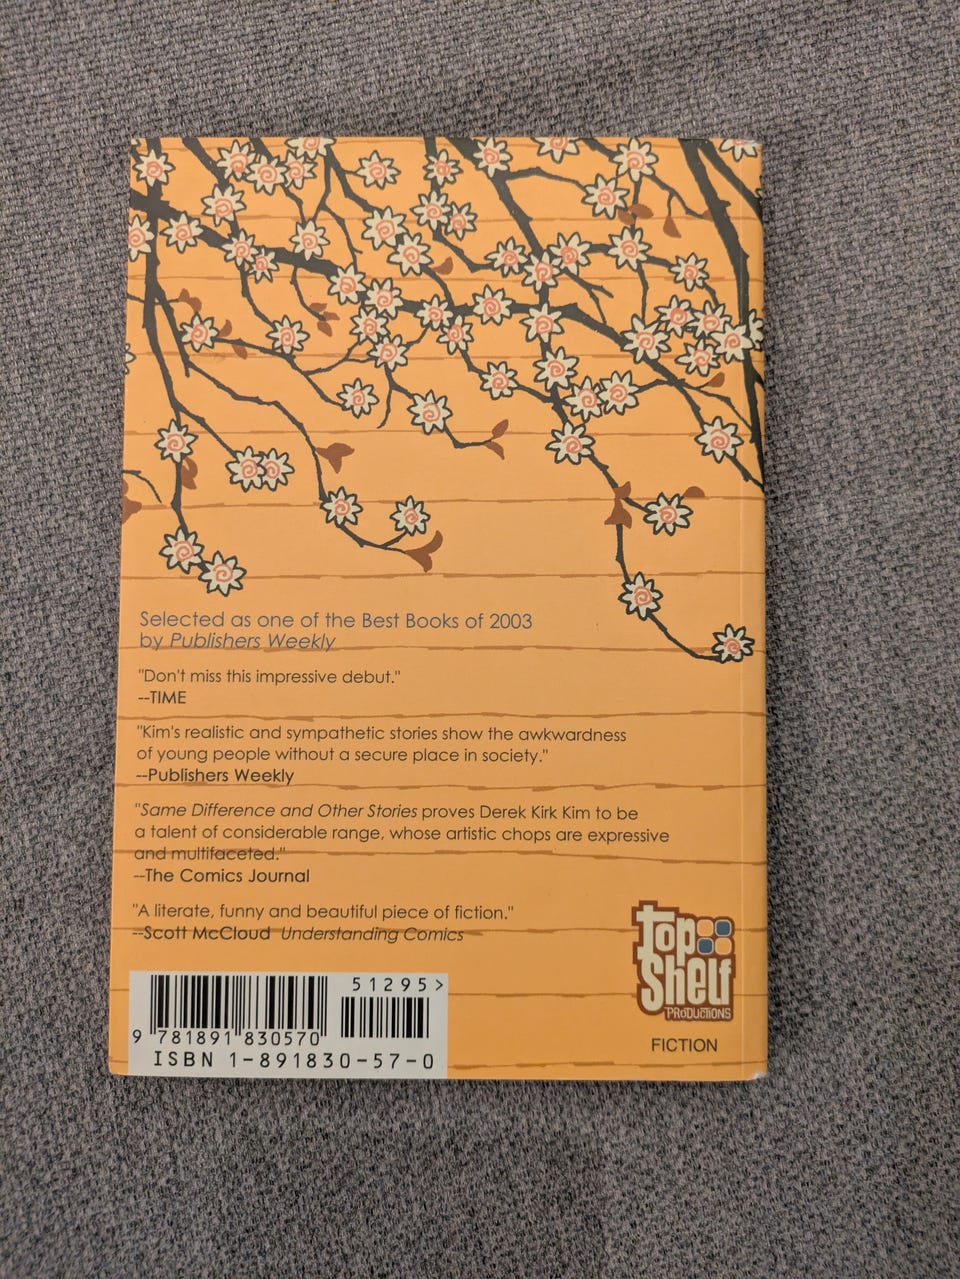 Selected as one of the Best Books of 2003
by Publishers Weekly
"Don't miss this impressive debut."
--TIME
"Kim's realistic and sympathetic stories show the awkwardness
of young people without a secure place in society."
--Publishers Weekly
"Same Difference and Other Stories proves Derek Kirk Kim to be
a talent of considerable range, whose artistic chops are expressive
and multifaceted."
--The Comics Journal
"A literate, funny and beautiful piece of fiction."
--Scott McCloud Understanding Comics
51295>
9 781891 830570
ISBN 1-891830-57-0
Top
Shelf
PRODUCTIONS
FICTION